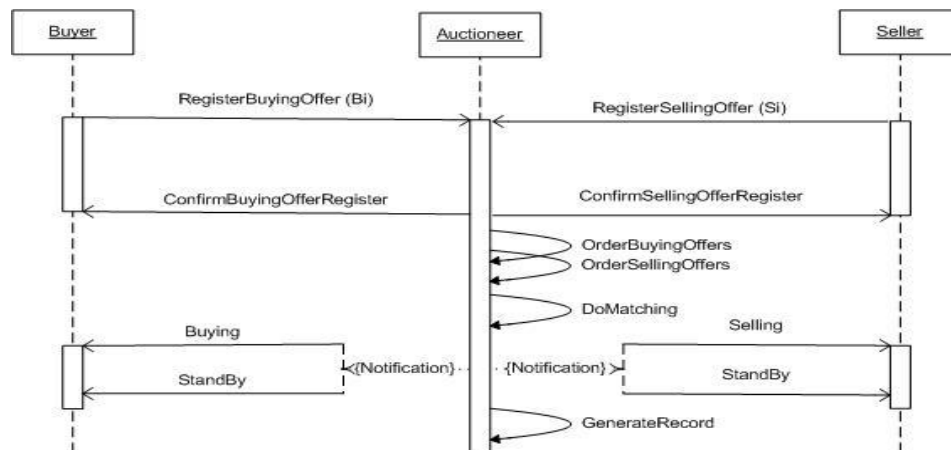 Buyer
Auctioneer
Seller
RegisterBuyingOffer (Bi)
RegisterSellingOffer (Si)
ConfirmBuyingOfferRegister
ConfirmSellingOfferRegister
OrderBuyingOffers
OrderSellingOffers
DoMatching
Buying
Selling
{Notification}
{Notification}
StandBy
StandBy
GenerateRecord